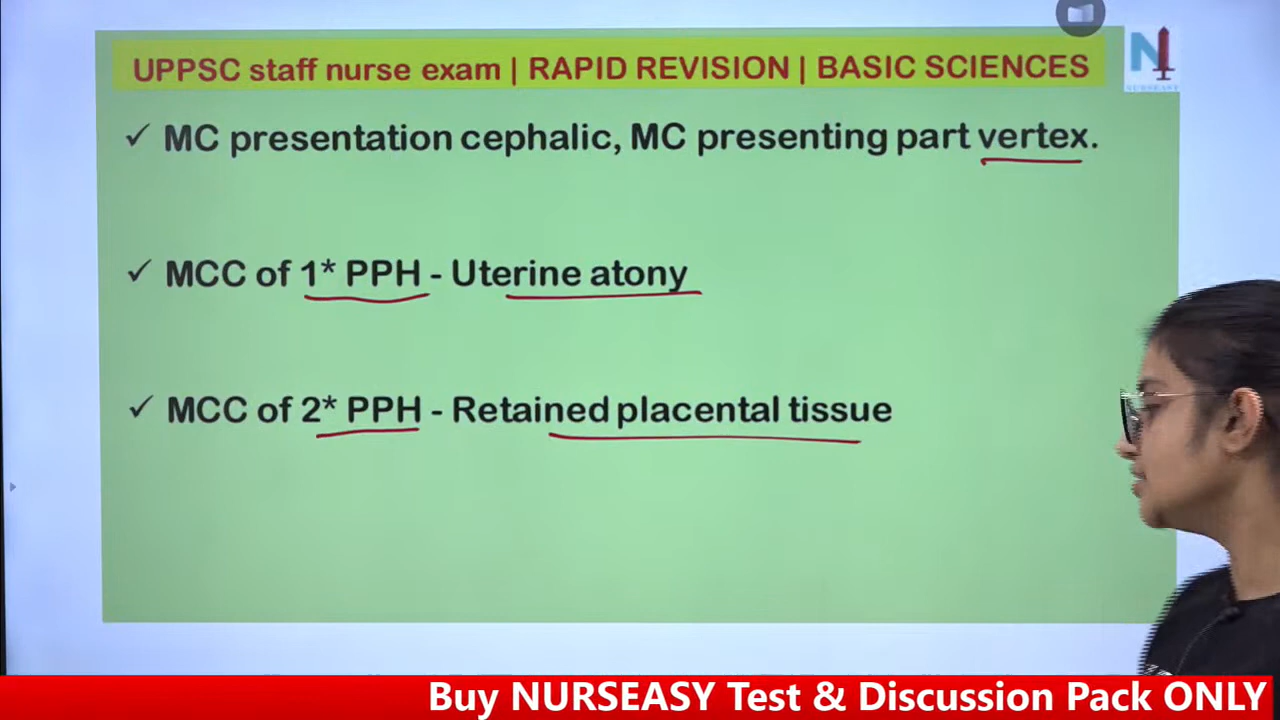 UPPSC staff nurse exam | RAPID REVISION | BASIC SCIENCES
NURSEASY
✓ MC presentation cephalic, MC presenting part vertex.
✓ MCC of 1* PPH - Uterine atony
✓ MCC of 2* PPH - Retained placental tissue
Buy NURSEASY Test & Discussion Pack ONLY